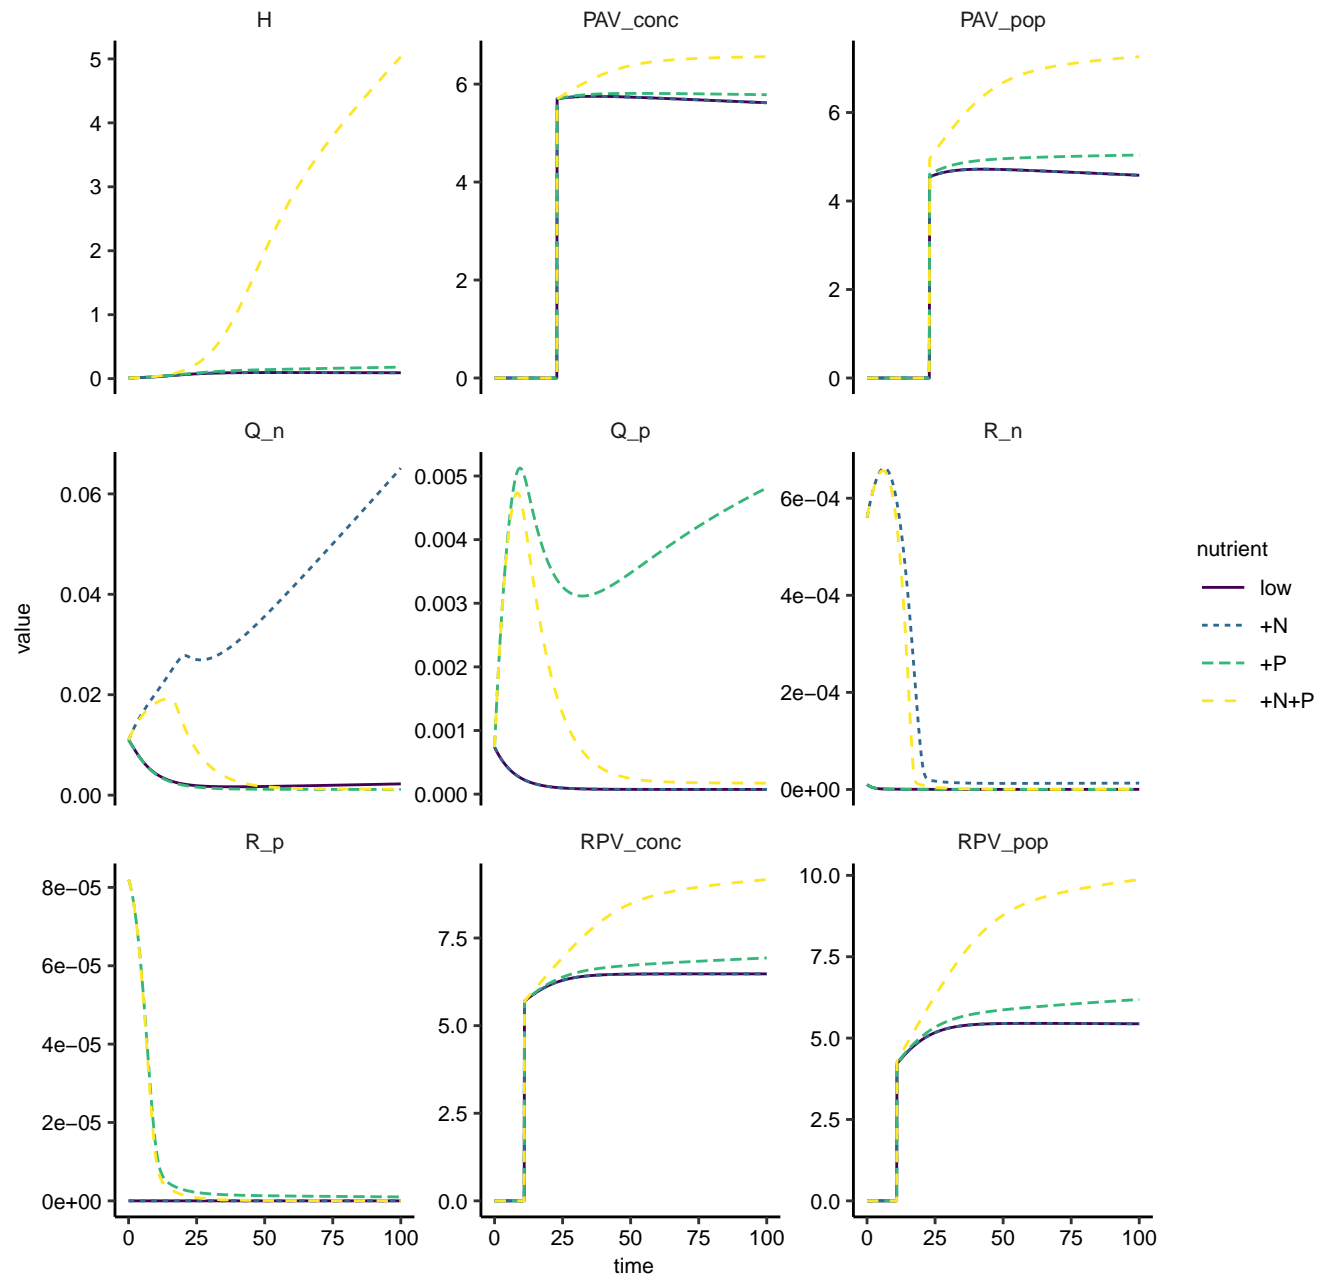 H
PAV_conc
PAV_pop
5
4
3
2
1
0
6
4
2
0
6
4
2
0
Q_n
Q_p
R_n
0.06
0.04
0.02
0.00
0.005
0.004
0.003
0.002
0.001
0.000
6e−04
4e−04
2e−04
0e+00
value
nutrient
low
+N
+P
+N+P
R_p
RPV_conc
RPV_pop
8e−05
6e−05
4e−05
2e−05
0e+00
7.5
5.0
2.5
0.0
10.0
7.5
5.0
2.5
0.0
0 25 50 75 100
0 25 50 75 100
0 25 50 75 100
time